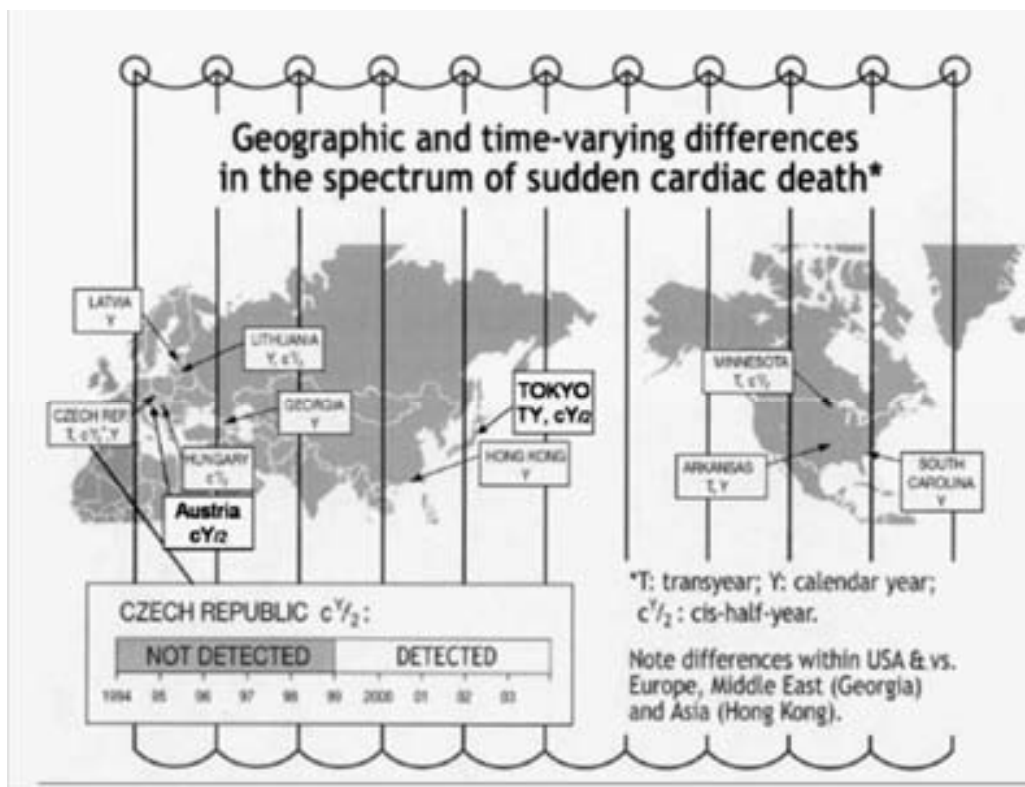 Geographic and time-varying differences
in the spectrum of sudden cardiac death*
LATVIA
Y
LITHUANIA
Y, cY/2
CZECH REP.
T, cY/2*, Y
GEORGIA
Y
HUNGARY
cY/2
Austria
cY/2
TOKYO
TY, cY/2
HONG KONG
Y
MINNESOTA
T, cY/2
ARKANSAS
T, Y
SOUTH
CAROLINA
Y
CZECH REPUBLIC cY/2:
NOT DETECTED DETECTED
1994 95 96 97 98 99 2000 01 02 03
*T: transyear; Y: calendar year;
cY/2: cis-half-year.
Note differences within USA & vs.
Europe, Middle East (Georgia)
and Asia (Hong Kong).